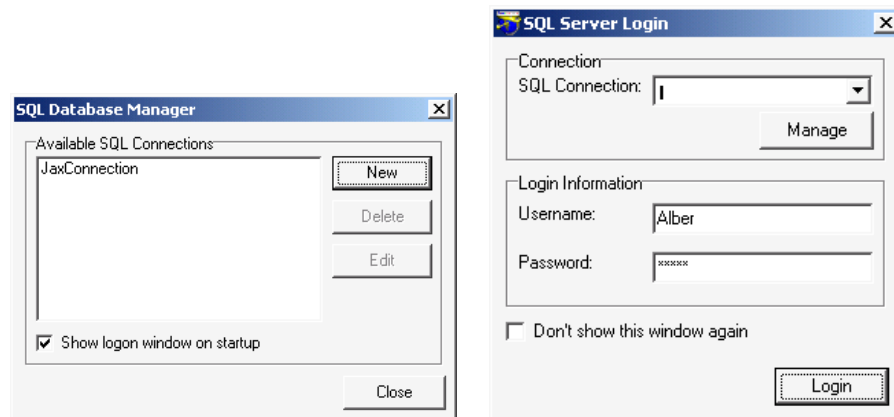 SQL Database Manager
Available SQL Connections
JaxConnection
New
Delete
Edit
Show logon window on startup
Close
SQL Server Login
Connection
SQL Connection:
Manage
Login Information
Username: Alber
Password: *****
Don't show this window again
Login